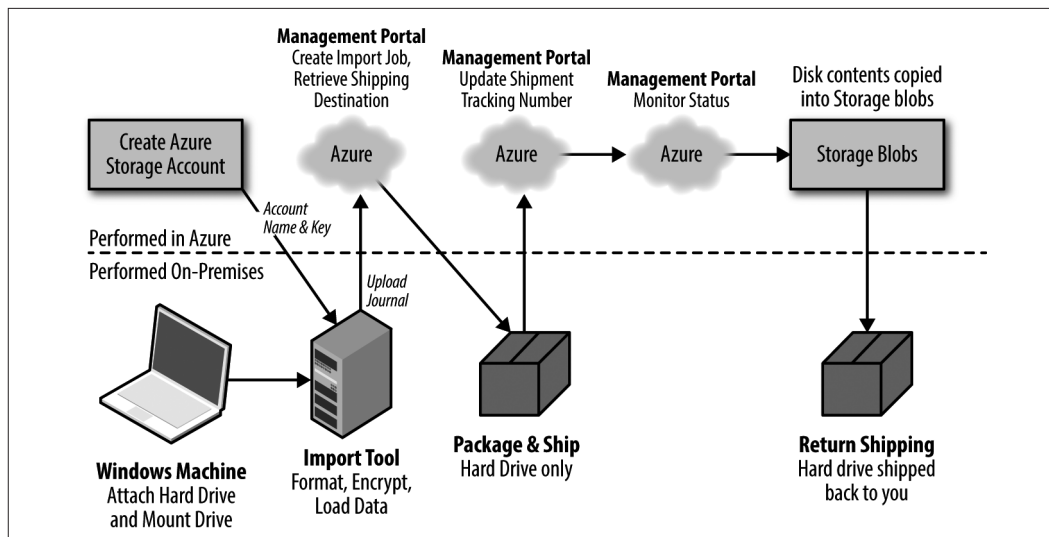 Management Portal
Create Import Job,
Retrieve Shipping
Destination
Management Portal
Update Shipment
Tracking Number
Management Portal
Monitor Status
Disk contents copied
into Storage blobs
Create Azure
Storage Account
Azure
Azure
Azure
Storage Blobs
Account
Name & Key
Performed in Azure
Performed On-Premises
Upload
Journal
Windows Machine
Attach Hard Drive
and Mount Drive
Import Tool
Format, Encrypt,
Load Data
Package & Ship
Hard Drive only
Return Shipping
Hard drive shipped
back to you